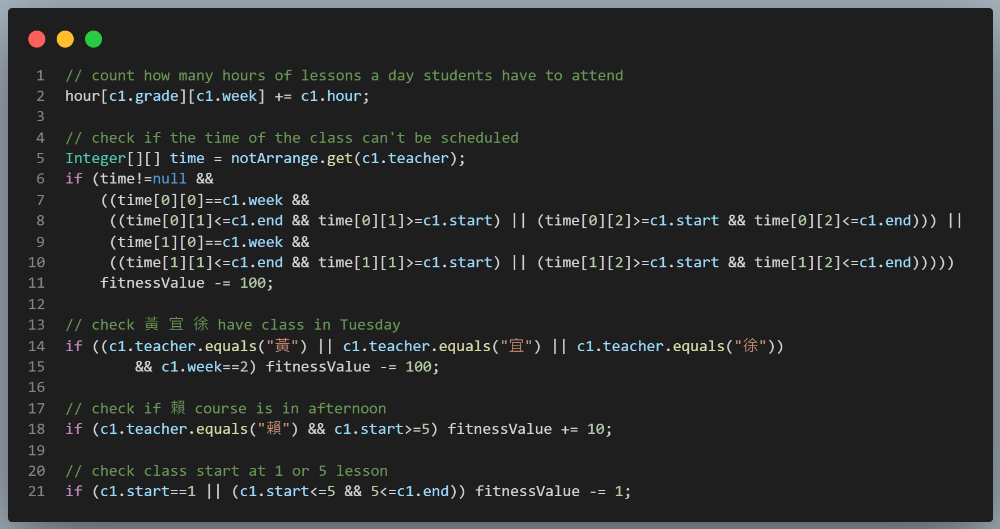 1 // count how many hours of lessons a day students have to attend
2 hour[c1.grade][c1.week] += c1.hour;
3
4 // check if the time of the class can't be scheduled
5 Integer[][] time = notArrange.get(c1.teacher);
6 if (time!=null &&
7     ((time[0][0]==c1.week &&
8      ((time[0][1]<=c1.end && time[0][1]>=c1.start) || (time[0][2]>=c1.start && time[0][2]<=c1.end))) ||
9      (time[1][0]==c1.week &&
10      ((time[1][1]<=c1.end && time[1][1]>=c1.start) || (time[1][2]>=c1.start && time[1][2]<=c1.end)))))
11     fitnessValue -= 100;
12
13 // check 黃 宜 徐 have class in Tuesday
14 if ((c1.teacher.equals("黃") || c1.teacher.equals("宜") || c1.teacher.equals("徐"))
15         && c1.week==2) fitnessValue -= 100;
16
17 // check if 賴 course is in afternoon
18 if (c1.teacher.equals("賴") && c1.start>=5) fitnessValue += 10;
19
20 // check class start at 1 or 5 lesson
21 if (c1.start==1 || (c1.start<=5 && 5<=c1.end)) fitnessValue -= 1;